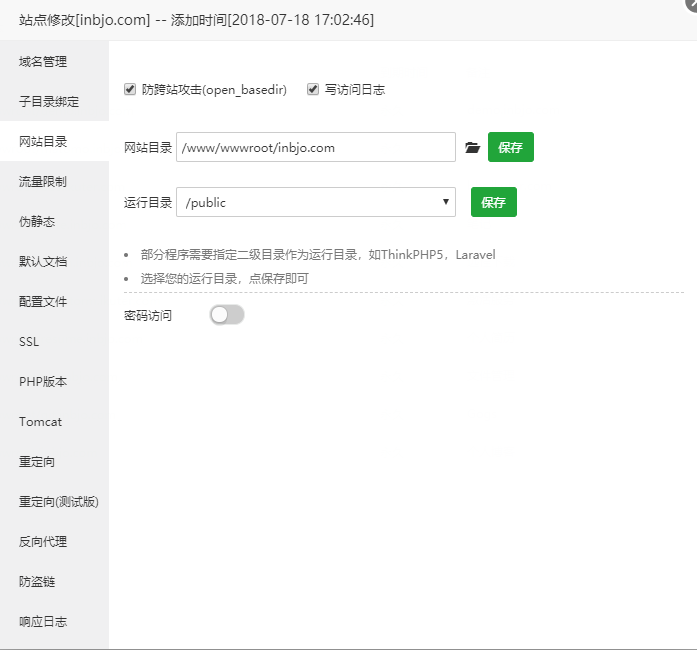 站点修改[inbjo.com] -- 添加时间[2018-07-18 17:02:46]
域名管理
子目录绑定
网站目录
流量限制
伪静态
默认文档
配置文件
SSL
PHP版本
Tomcat
重定向
重定向(测试版)
反向代理
防盗链
响应日志
防跨站攻击(open_basedir) 写访问日志
网站目录 /www/wwwroot/inbjo.com 保存
运行目录 /public 保存
部分程序需要指定二级目录作为运行目录，如ThinkPHP5，Laravel
选择您的运行目录，点保存即可
密码访问